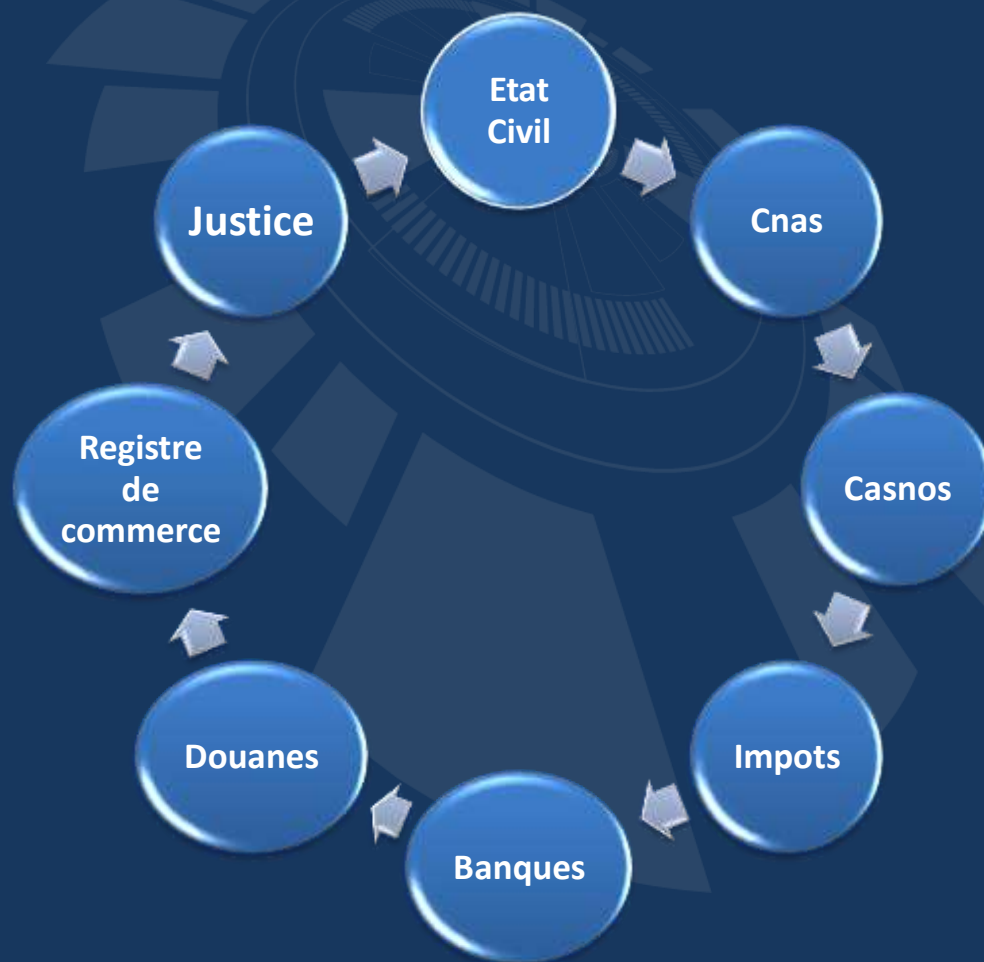 Etat
Civil
Cnas
Casnos
Impots
Banques
Douanes
Registre
de
commerce
Justice